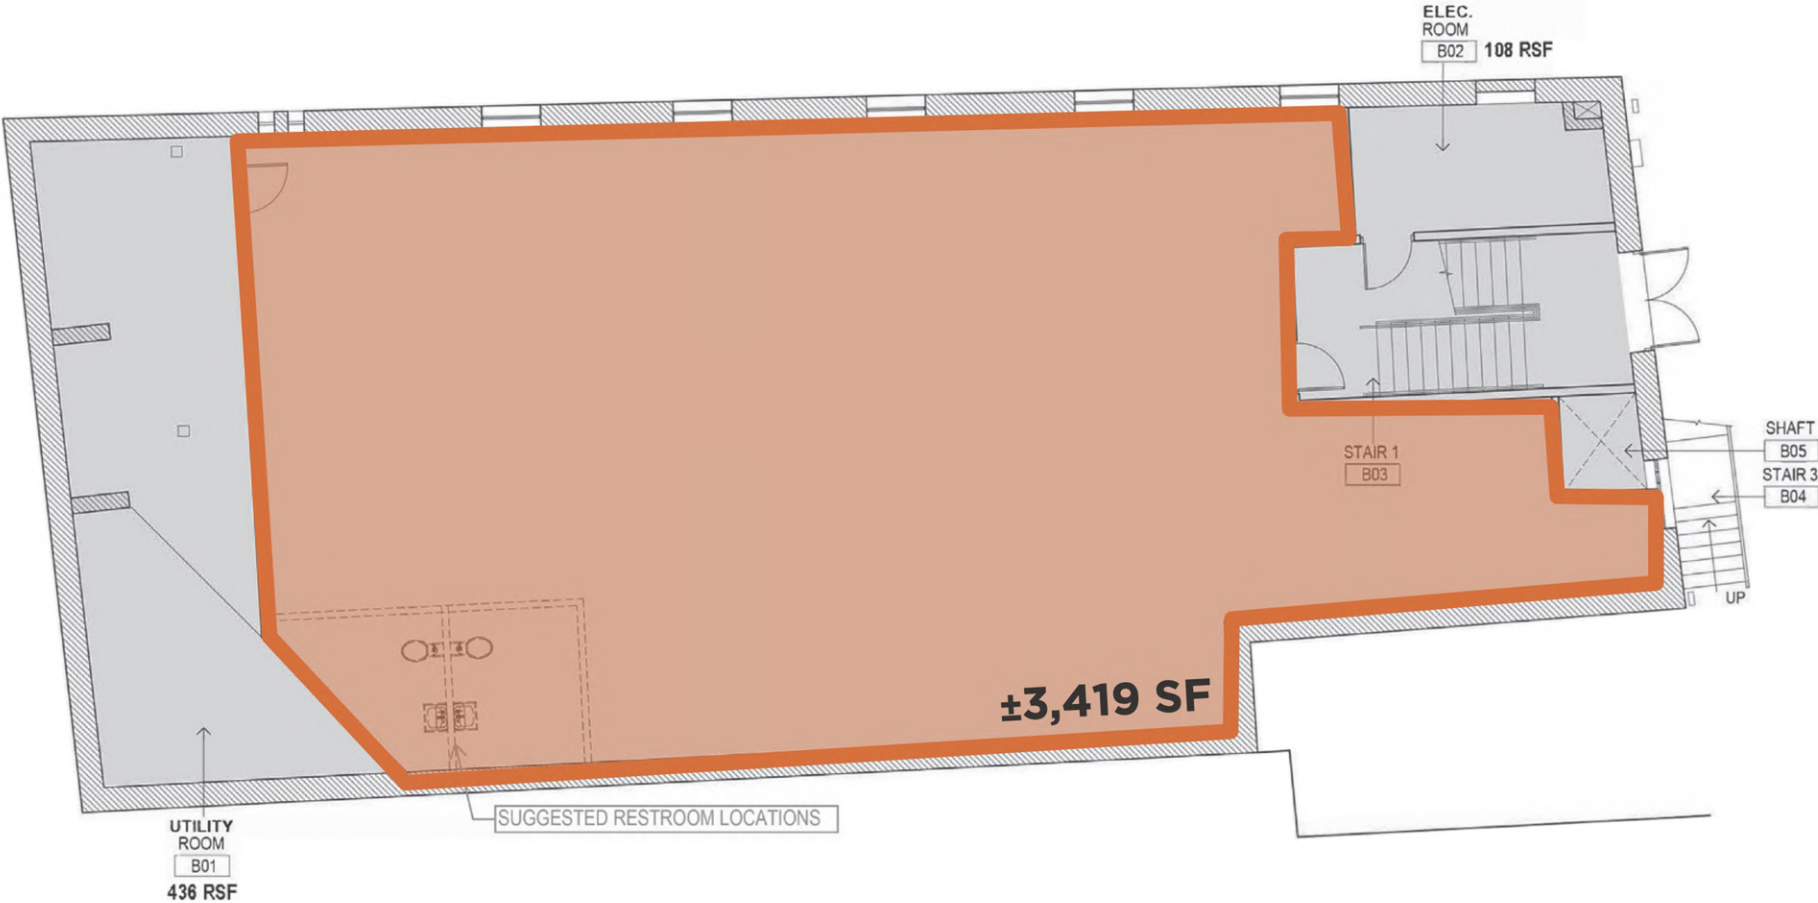 ELEC.
ROOM
B02 108 RSF
SHAFT
B05
STAIR 3
B04
STAIR 1
B03
UP
±3,419 SF
SUGGESTED RESTROOM LOCATIONS
UTILITY
ROOM
B01
436 RSF